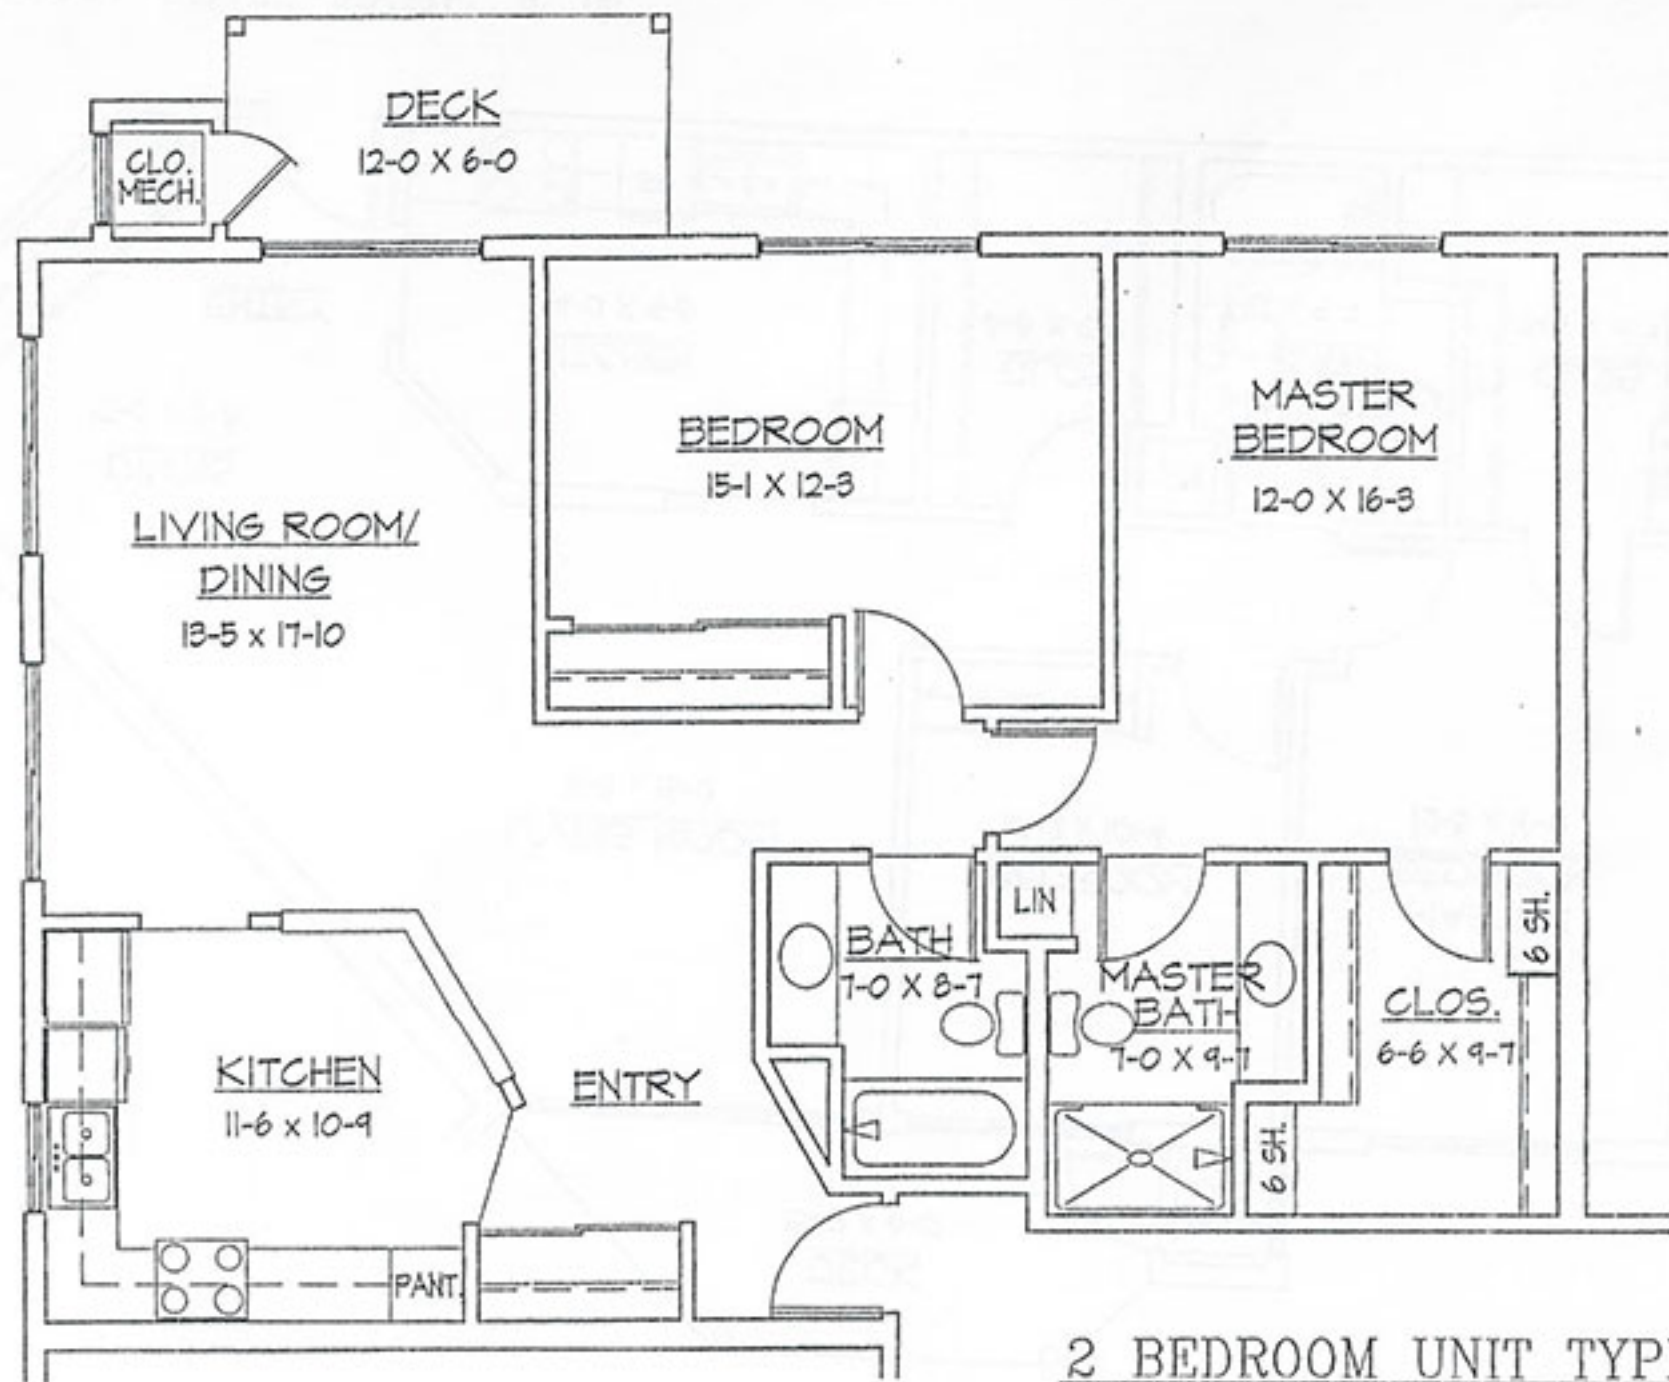 DECK
12-0 X 6-0
CLO.
MECH.
BEDROOM
15-1 X 12-3
MASTER
BEDROOM
12-0 X 16-3
LIVING ROOM/
DINING
13-5 x 17-10
LIN
BATH
7-0 X 8-7
MASTER
BATH
7-0 X 9-7
6 SH.
CLOS.
6-6 X 9-7
6 SH.
KITCHEN
11-6 x 10-9
ENTRY
PANT.
2 BEDROOM UNIT TYP